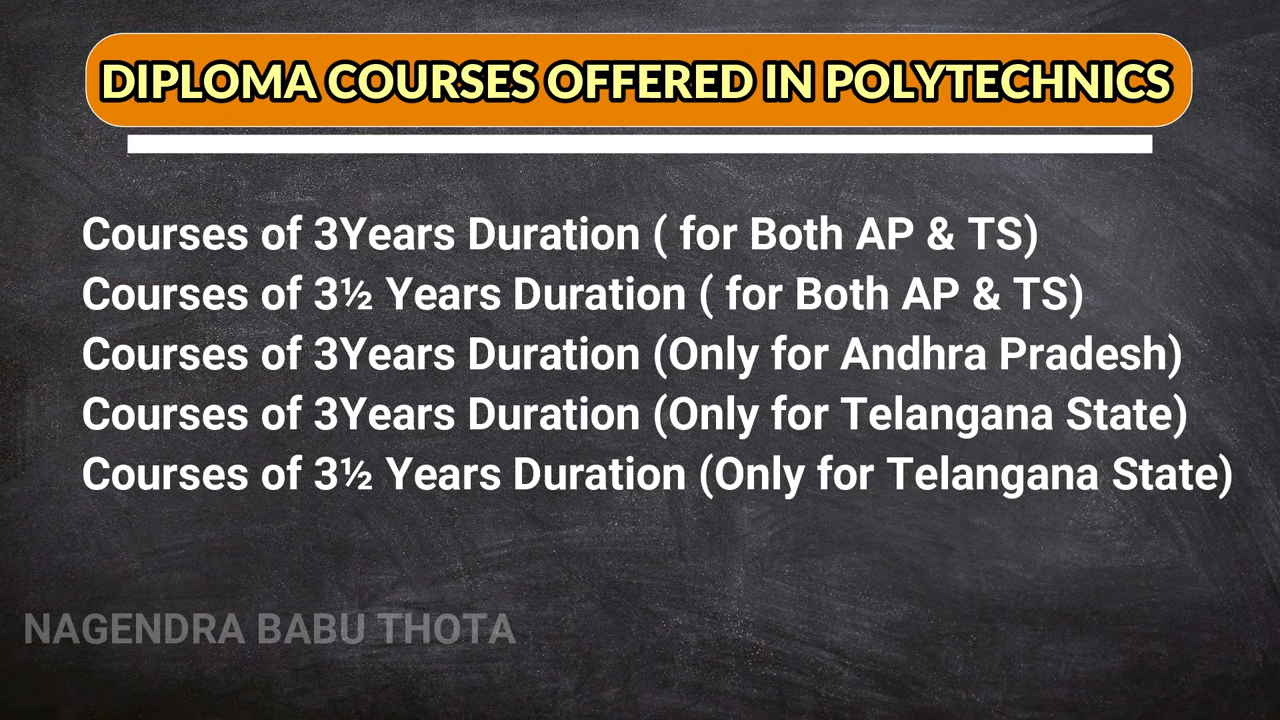 DIPLOMA COURSES OFFERED IN POLYTECHNICS
Courses of 3Years Duration ( for Both AP & TS)
Courses of 3½ Years Duration ( for Both AP & TS)
Courses of 3Years Duration (Only for Andhra Pradesh)
Courses of 3Years Duration (Only for Telangana State)
Courses of 3½ Years Duration (Only for Telangana State)
NAGENDRA BABU THOTA